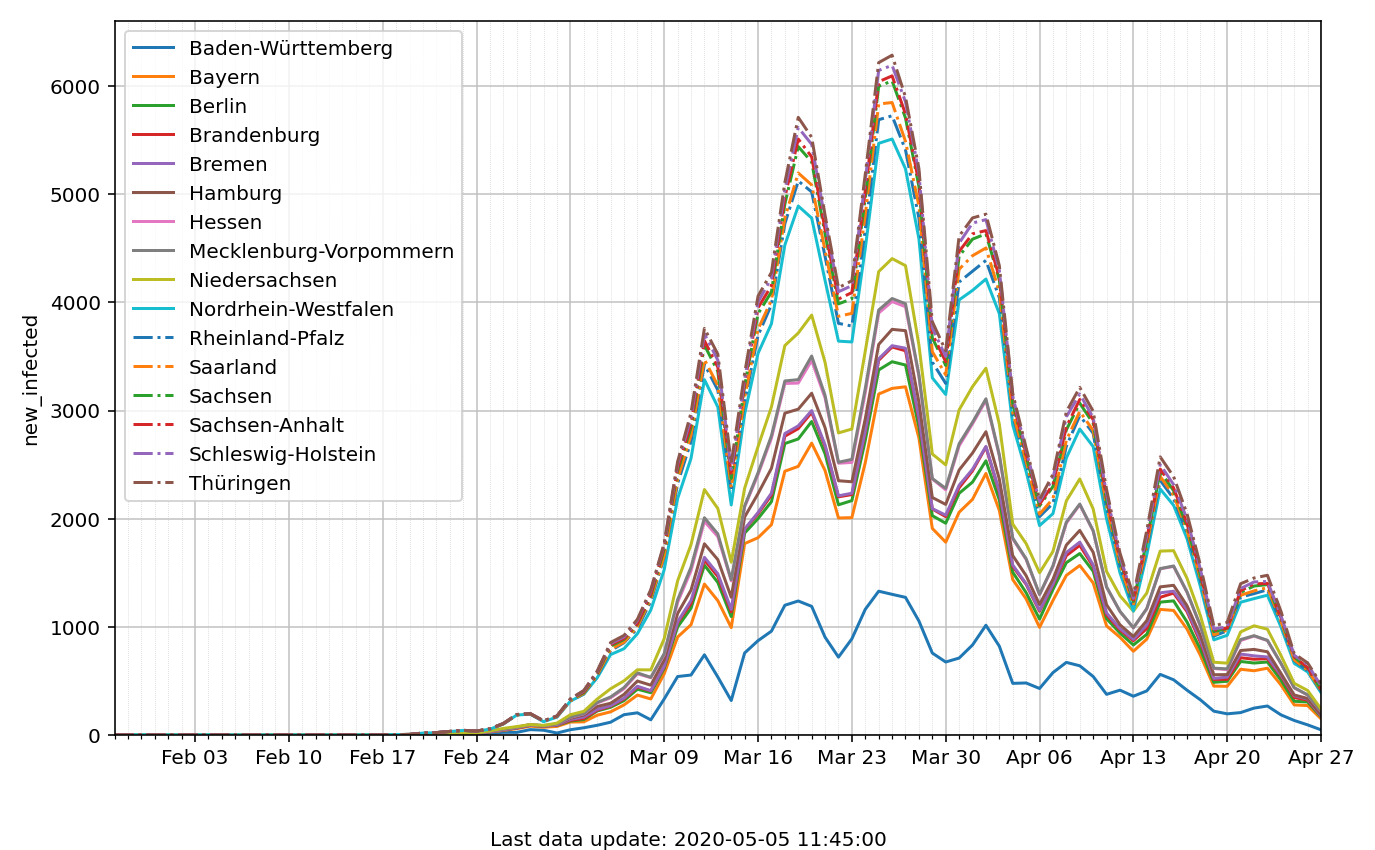 Baden-Württemberg
Bayern
Berlin
Brandenburg
Bremen
Hamburg
Hessen
Mecklenburg-Vorpommern
Niedersachsen
Nordrhein-Westfalen
Rheinland-Pfalz
Saarland
Sachsen
Sachsen-Anhalt
Schleswig-Holstein
Thüringen
new_infected
6000
5000
4000
3000
2000
1000
0
Feb 03 Feb 10 Feb 17 Feb 24 Mar 02 Mar 09 Mar 16 Mar 23 Mar 30 Apr 06 Apr 13 Apr 20 Apr 27
Last data update: 2020-05-05 11:45:00